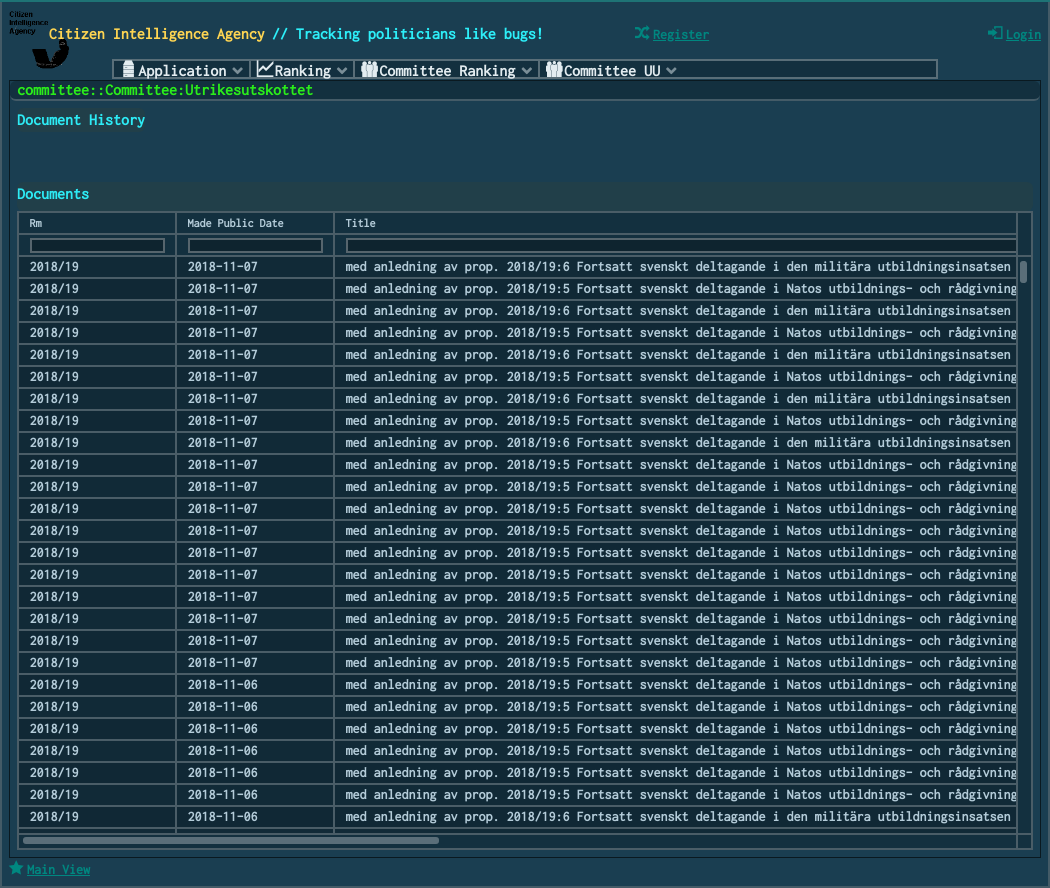 Citizen
Intelligence
Agency
Citizen Intelligence Agency // Tracking politicians like bugs!
Register
Login
Application
Ranking
Committee Ranking
Committee UU
committee::Committee:Utrikesutskottet
Document History
Documents
Rm Made Public Date Title
2018/19 2018-11-07 med anledning av prop. 2018/19:6 Fortsatt svenskt deltagande i den militära utbildningsinsatsen
2018/19 2018-11-07 med anledning av prop. 2018/19:5 Fortsatt svenskt deltagande i Natos utbildnings- och rådgivning
2018/19 2018-11-07 med anledning av prop. 2018/19:6 Fortsatt svenskt deltagande i den militära utbildningsinsatsen
2018/19 2018-11-07 med anledning av prop. 2018/19:5 Fortsatt svenskt deltagande i Natos utbildnings- och rådgivning
2018/19 2018-11-07 med anledning av prop. 2018/19:6 Fortsatt svenskt deltagande i den militära utbildningsinsatsen
2018/19 2018-11-07 med anledning av prop. 2018/19:5 Fortsatt svenskt deltagande i Natos utbildnings- och rådgivning
2018/19 2018-11-07 med anledning av prop. 2018/19:6 Fortsatt svenskt deltagande i den militära utbildningsinsatsen
2018/19 2018-11-07 med anledning av prop. 2018/19:5 Fortsatt svenskt deltagande i Natos utbildnings- och rådgivning
2018/19 2018-11-07 med anledning av prop. 2018/19:6 Fortsatt svenskt deltagande i den militära utbildningsinsatsen
2018/19 2018-11-07 med anledning av prop. 2018/19:5 Fortsatt svenskt deltagande i Natos utbildnings- och rådgivning
2018/19 2018-11-07 med anledning av prop. 2018/19:5 Fortsatt svenskt deltagande i Natos utbildnings- och rådgivning
2018/19 2018-11-07 med anledning av prop. 2018/19:5 Fortsatt svenskt deltagande i Natos utbildnings- och rådgivning
2018/19 2018-11-07 med anledning av prop. 2018/19:5 Fortsatt svenskt deltagande i Natos utbildnings- och rådgivning
2018/19 2018-11-07 med anledning av prop. 2018/19:5 Fortsatt svenskt deltagande i Natos utbildnings- och rådgivning
2018/19 2018-11-07 med anledning av prop. 2018/19:5 Fortsatt svenskt deltagande i Natos utbildnings- och rådgivning
2018/19 2018-11-07 med anledning av prop. 2018/19:5 Fortsatt svenskt deltagande i Natos utbildnings- och rådgivning
2018/19 2018-11-07 med anledning av prop. 2018/19:5 Fortsatt svenskt deltagande i Natos utbildnings- och rådgivning
2018/19 2018-11-07 med anledning av prop. 2018/19:5 Fortsatt svenskt deltagande i Natos utbildnings- och rådgivning
2018/19 2018-11-07 med anledning av prop. 2018/19:5 Fortsatt svenskt deltagande i Natos utbildnings- och rådgivning
2018/19 2018-11-06 med anledning av prop. 2018/19:5 Fortsatt svenskt deltagande i Natos utbildnings- och rådgivning
2018/19 2018-11-06 med anledning av prop. 2018/19:5 Fortsatt svenskt deltagande i Natos utbildnings- och rådgivning
2018/19 2018-11-06 med anledning av prop. 2018/19:5 Fortsatt svenskt deltagande i Natos utbildnings- och rådgivning
2018/19 2018-11-06 med anledning av prop. 2018/19:5 Fortsatt svenskt deltagande i Natos utbildnings- och rådgivning
2018/19 2018-11-06 med anledning av prop. 2018/19:5 Fortsatt svenskt deltagande i Natos utbildnings- och rådgivning
2018/19 2018-11-06 med anledning av prop. 2018/19:5 Fortsatt svenskt deltagande i Natos utbildnings- och rådgivning
2018/19 2018-11-06 med anledning av prop. 2018/19:6 Fortsatt svenskt deltagande i den militära utbildningsinsatsen
Main View